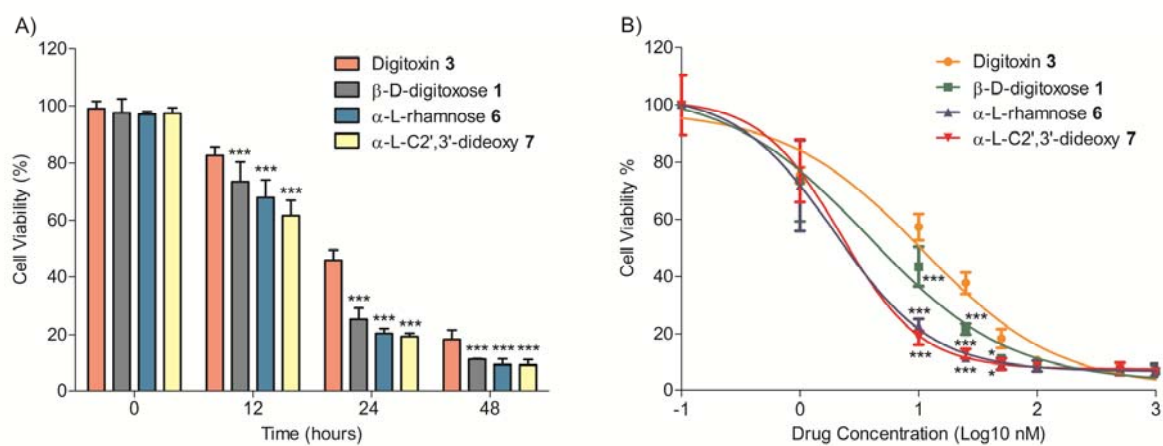 A)
120
100
80
60
40
20
0
Cell Viability (%)
Digitoxin 3
β-D-digitoxose 1
α-L-rhamnose 6
α-L-C2',3'-dideoxy 7
*** *** ***
*** *** ***
*** *** ***
0 12 24 48
Time (hours)
B)
120
100
80
60
40
20
0
Cell Viability %
Digitoxin 3
β-D-digitoxose 1
α-L-rhamnose 6
α-L-C2',3'-dideoxy 7
***
***
***
***
***
***
*
*
-1 0 1 2 3
Drug Concentration (Log10 nM)